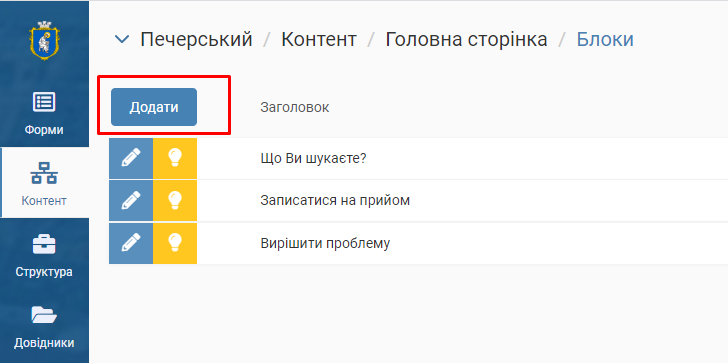 Печерський / Контент / Головна сторінка / Блоки
Додати Заголовок
Форми
Що Ви шукаєте?
Контент
Записатися на прийом
Вирішити проблему
Структура
Довідники